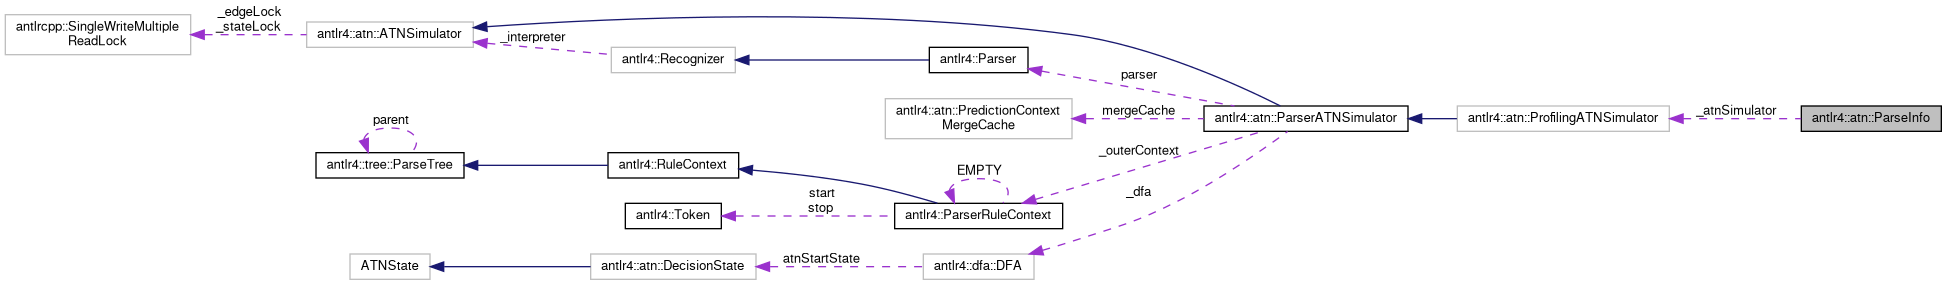 _edgeLock
_stateLock
antlrcpp::SingleWriteMultiple
ReadLock
antlr4::atn::ATNSimulator
_interpreter
antlr4::Recognizer
antlr4::Parser
parser
antlr4::atn::PredictionContext
MergeCache
mergeCache
antlr4::atn::ParserATNSimulator
antlr4::atn::ProfilingATNSimulator
_atnSimulator
antlr4::atn::ParseInfo
parent
antlr4::tree::ParseTree
antlr4::RuleContext
_outerContext
EMPTY
_dfa
start
stop
antlr4::Token
antlr4::ParserRuleContext
ATNState
antlr4::atn::DecisionState
atnStartState
antlr4::dfa::DFA